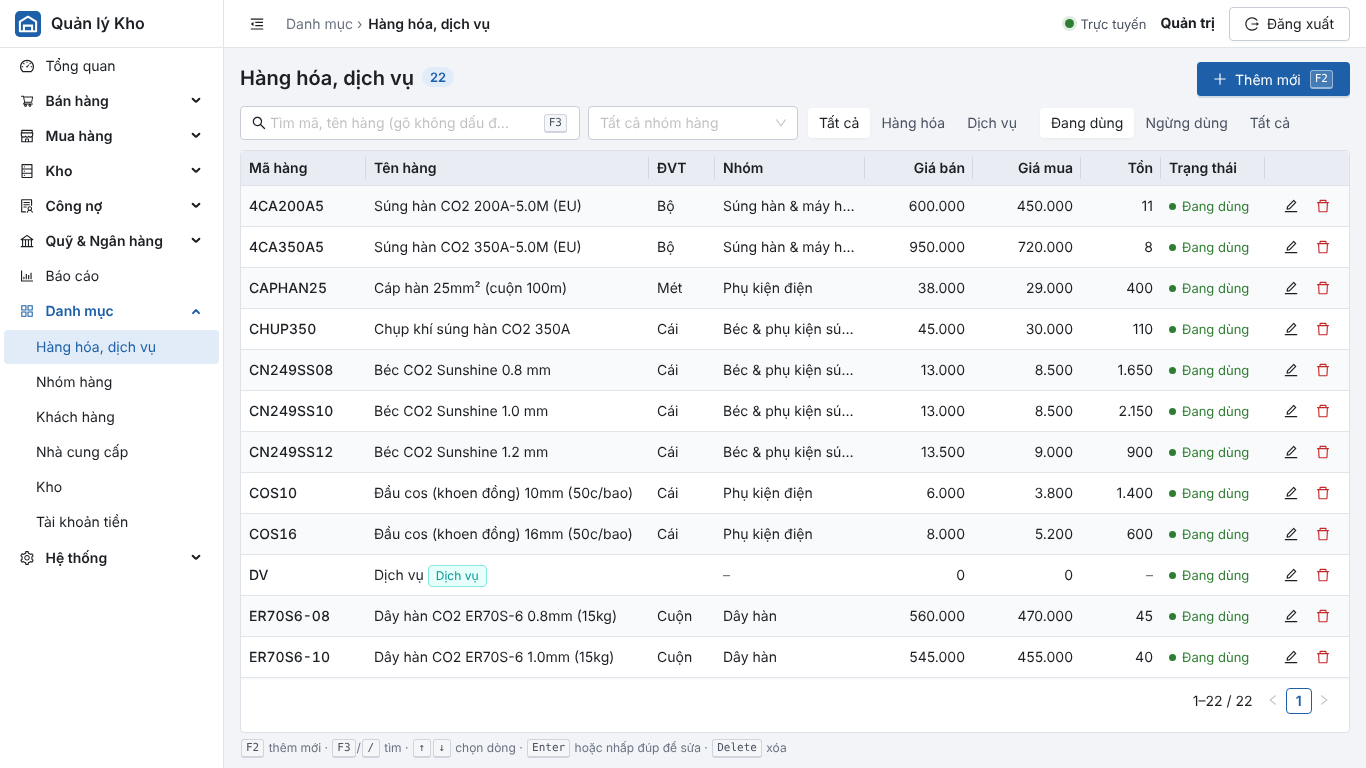 Quản lý Kho
Danh mục › Hàng hóa, dịch vụ
Trực tuyến Quản trị Đăng xuất
Tổng quan
Bán hàng
Mua hàng
Kho
Công nợ
Quỹ & Ngân hàng
Báo cáo
Danh mục
Hàng hóa, dịch vụ
Nhóm hàng
Khách hàng
Nhà cung cấp
Kho
Tài khoản tiền
Hệ thống
Hàng hóa, dịch vụ 22
Thêm mới F2
Tìm mã, tên hàng (gõ không dấu đ... F3 Tất cả nhóm hàng Tất cả Hàng hóa Dịch vụ Đang dùng Ngừng dùng Tất cả
Mã hàng Tên hàng ĐVT Nhóm Giá bán Giá mua Tồn Trạng thái
4CA200A5 Súng hàn CO2 200A-5.0M (EU) Bộ Súng hàn & máy h... 600.000 450.000 11 Đang dùng
4CA350A5 Súng hàn CO2 350A-5.0M (EU) Bộ Súng hàn & máy h... 950.000 720.000 8 Đang dùng
CAPHAN25 Cáp hàn 25mm² (cuộn 100m) Mét Phụ kiện điện 38.000 29.000 400 Đang dùng
CHUP350 Chụp khí súng hàn CO2 350A Cái Béc & phụ kiện sú... 45.000 30.000 110 Đang dùng
CN249SS08 Béc CO2 Sunshine 0.8 mm Cái Béc & phụ kiện sú... 13.000 8.500 1.650 Đang dùng
CN249SS10 Béc CO2 Sunshine 1.0 mm Cái Béc & phụ kiện sú... 13.000 8.500 2.150 Đang dùng
CN249SS12 Béc CO2 Sunshine 1.2 mm Cái Béc & phụ kiện sú... 13.500 9.000 900 Đang dùng
COS10 Đầu cos (khoen đồng) 10mm (50c/bao) Cái Phụ kiện điện 6.000 3.800 1.400 Đang dùng
COS16 Đầu cos (khoen đồng) 16mm (50c/bao) Cái Phụ kiện điện 8.000 5.200 600 Đang dùng
DV Dịch vụ Dịch vụ – 0 0 – Đang dùng
ER70S6-08 Dây hàn CO2 ER70S-6 0.8mm (15kg) Cuộn Dây hàn 560.000 470.000 45 Đang dùng
ER70S6-10 Dây hàn CO2 ER70S-6 1.0mm (15kg) Cuộn Dây hàn 545.000 455.000 40 Đang dùng
1–22 / 22 1
F2 thêm mới · F3 / / tìm · ↑ ↓ chọn dòng · Enter hoặc nhấp đúp để sửa · Delete xóa